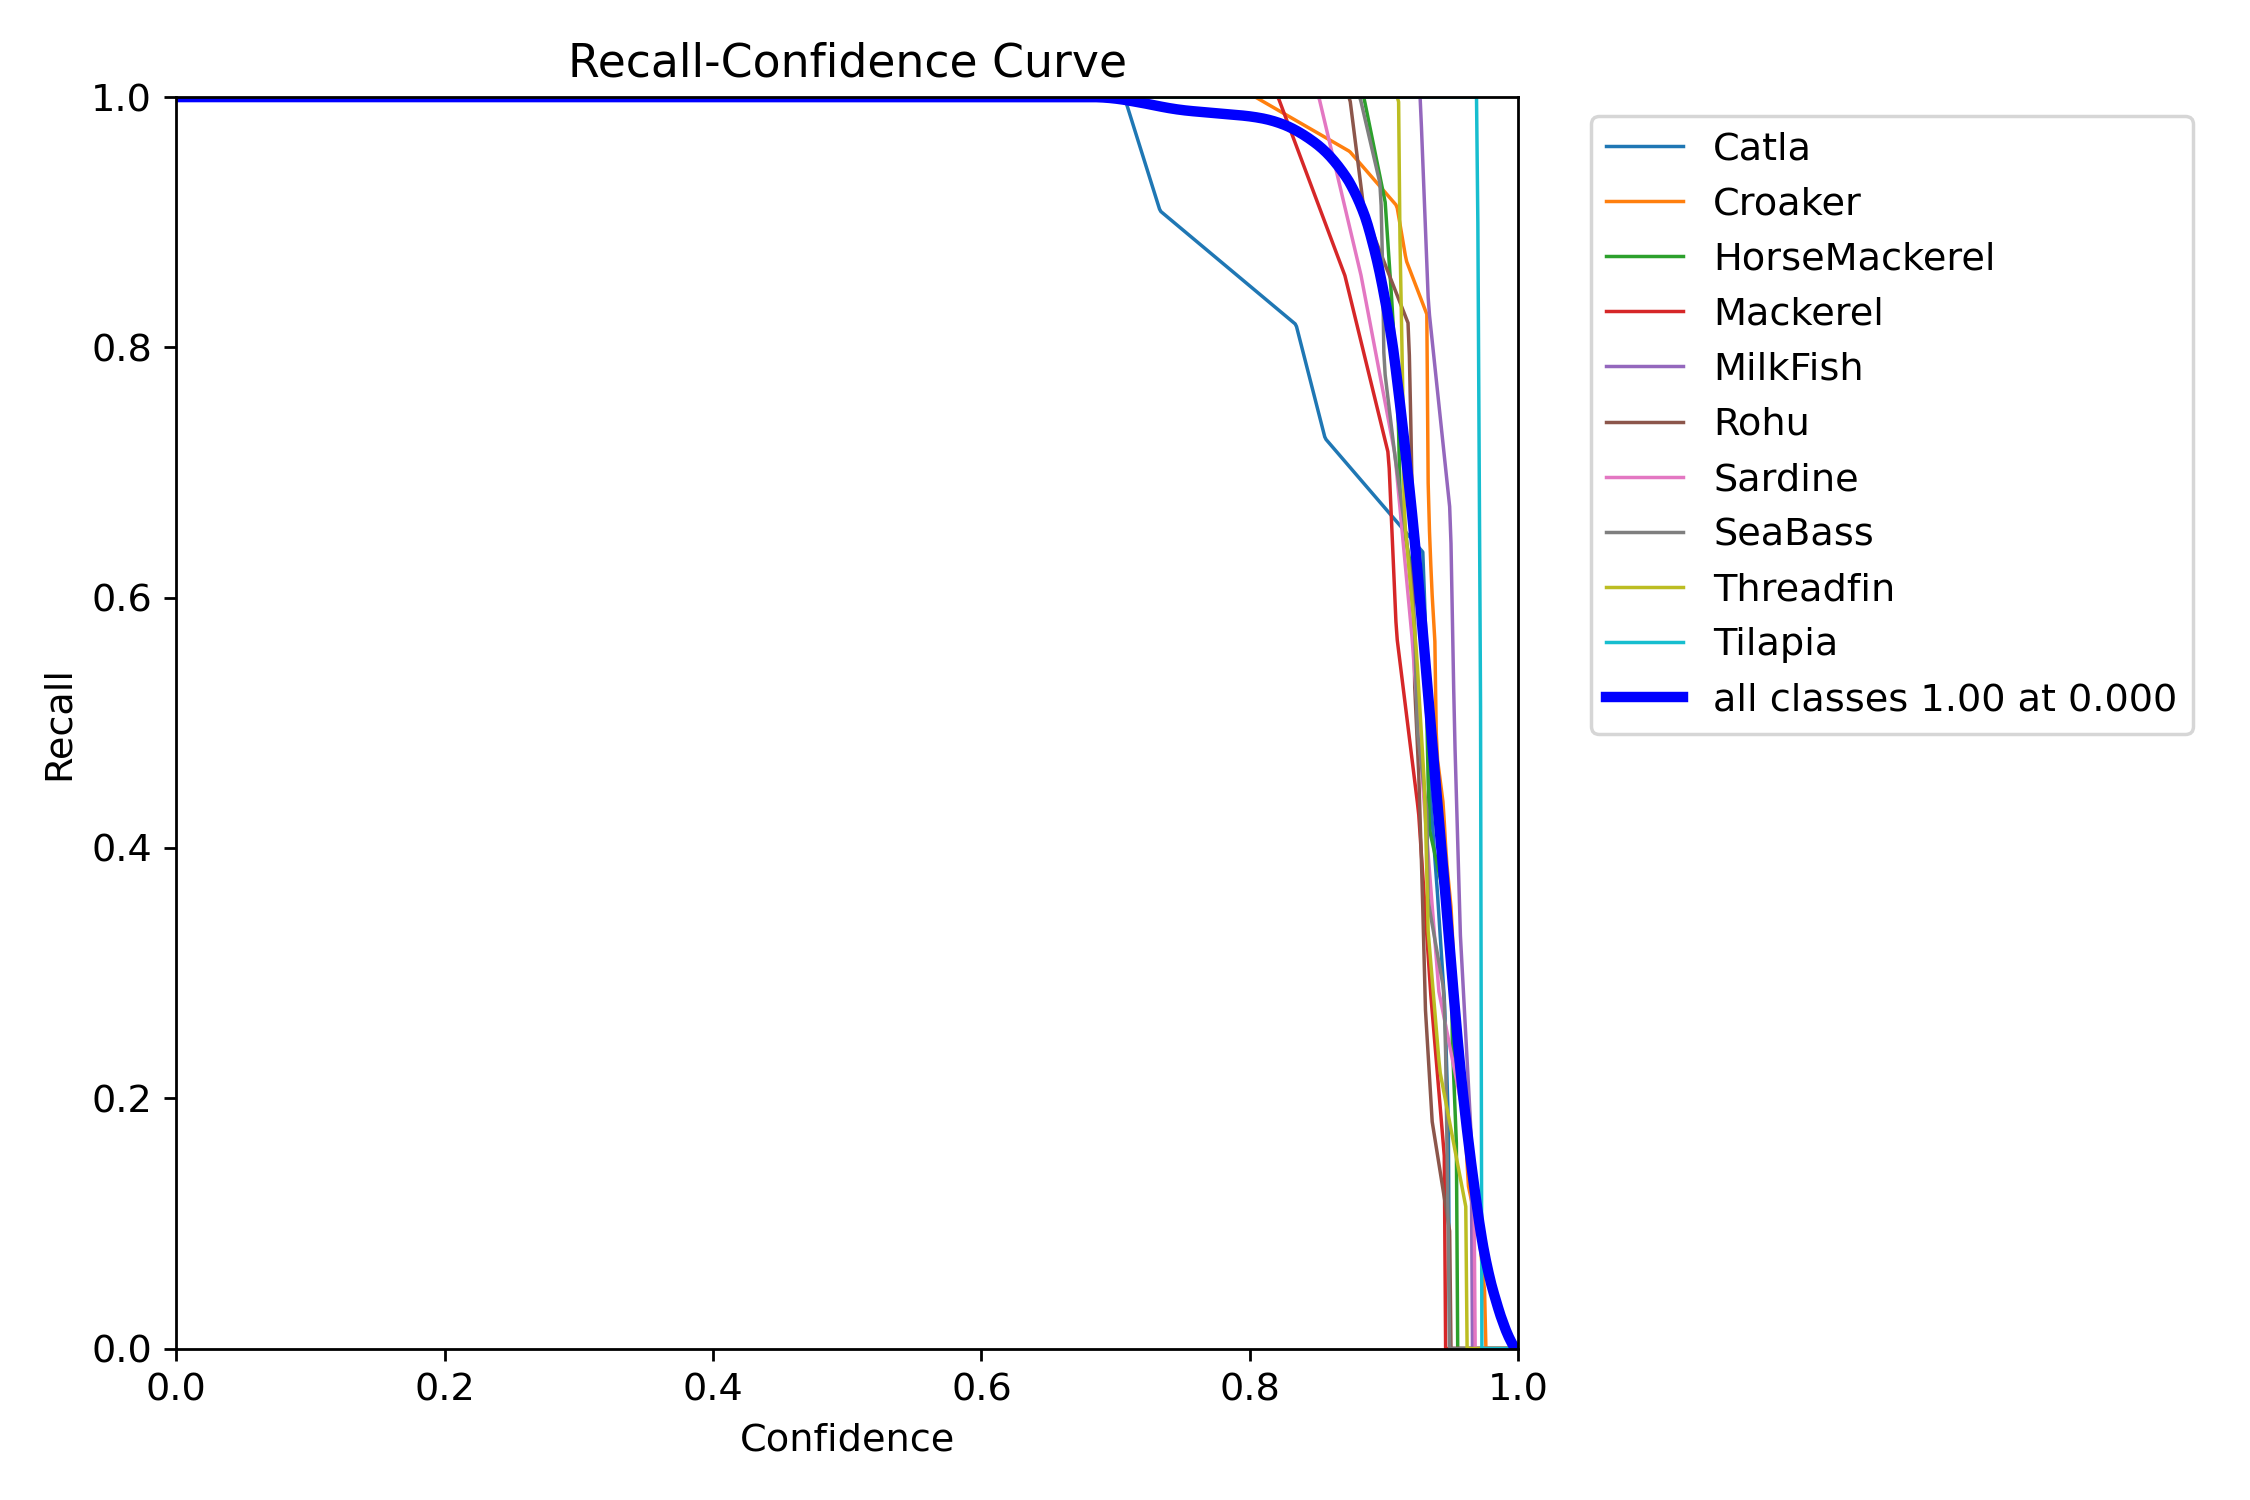 Recall-Confidence Curve
1.0
0.8
0.6
0.4
0.2
0.0
Recall
0.0 0.2 0.4 0.6 0.8 1.0
Confidence
Catla
Croaker
HorseMackerel
Mackerel
MilkFish
Rohu
Sardine
SeaBass
Threadfin
Tilapia
all classes 1.00 at 0.000